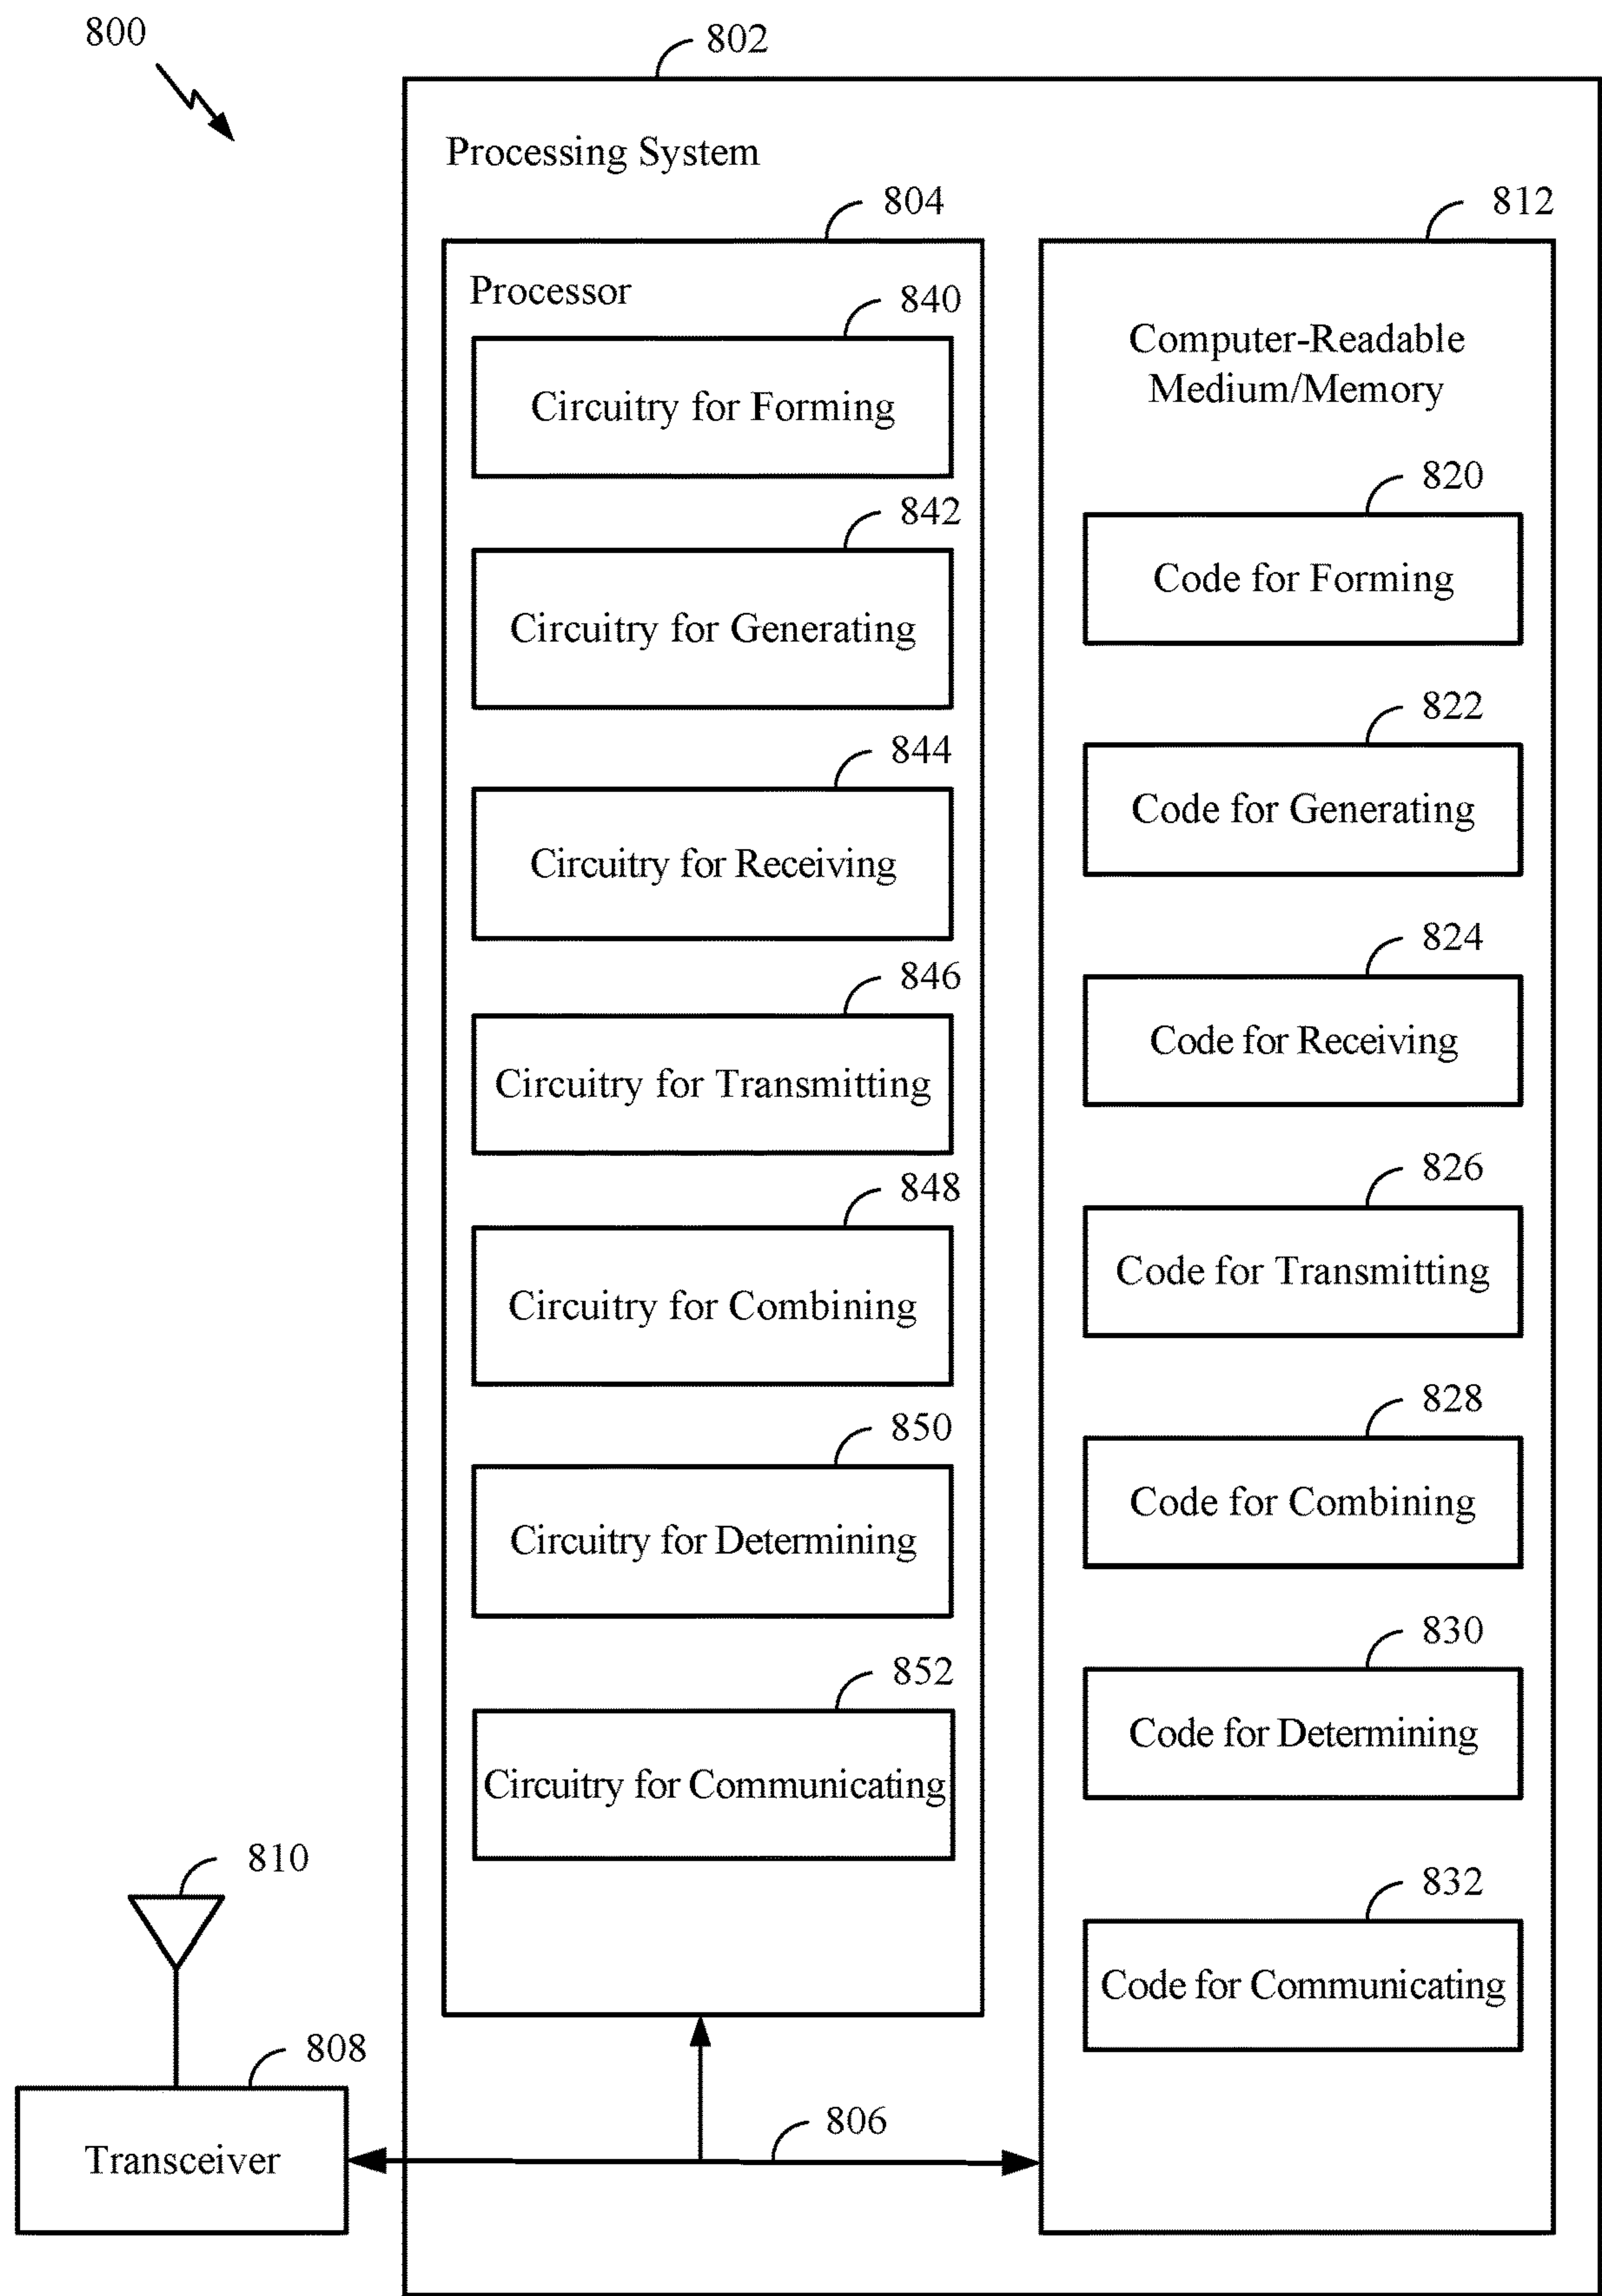 800
802
Processing System
804
Processor
840
Circuitry for Forming
842
Circuitry for Generating
844
Circuitry for Receiving
846
Circuitry for Transmitting
848
Circuitry for Combining
850
Circuitry for Determining
852
Circuitry for Communicating
812
Computer-Readable
Medium/Memory
820
Code for Forming
822
Code for Generating
824
Code for Receiving
826
Code for Transmitting
828
Code for Combining
830
Code for Determining
832
Code for Communicating
810
808
Transceiver
806